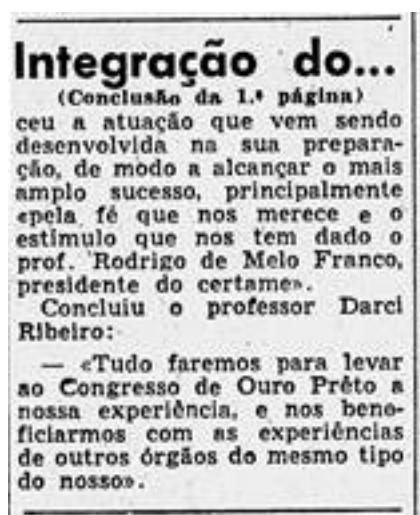 Integração do...
(Conclusão da 1.ª página)
ceu a atuação que vem sendo
desenvolvida na sua prepara-
ção, de modo a alcançar o mais
amplo sucesso, principalmente
«pela fé que nos merece e o
estímulo que nos tem dado o
prof. Rodrigo de Melo Franco,
presidente do certame».
Concluiu o professor Darci
Ribeiro:
— «Tudo faremos para levar
ao Congresso de Ouro Prêto a
nossa experiência, e nos bene-
ficiarmos com as experiências
de outros órgãos do mesmo tipo
do nosso».